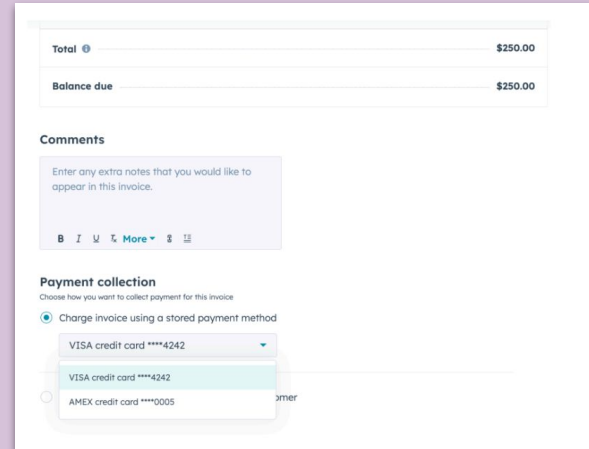 Total $250.00
Balance due $250.00
Comments
Enter any extra notes that you would like to
appear in this invoice.
B I U Tx More
Payment collection
Choose how you want to collect payment for this invoice
Charge invoice using a stored payment method
VISA credit card ****4242
VISA credit card ****4242
AMEX credit card ****0005